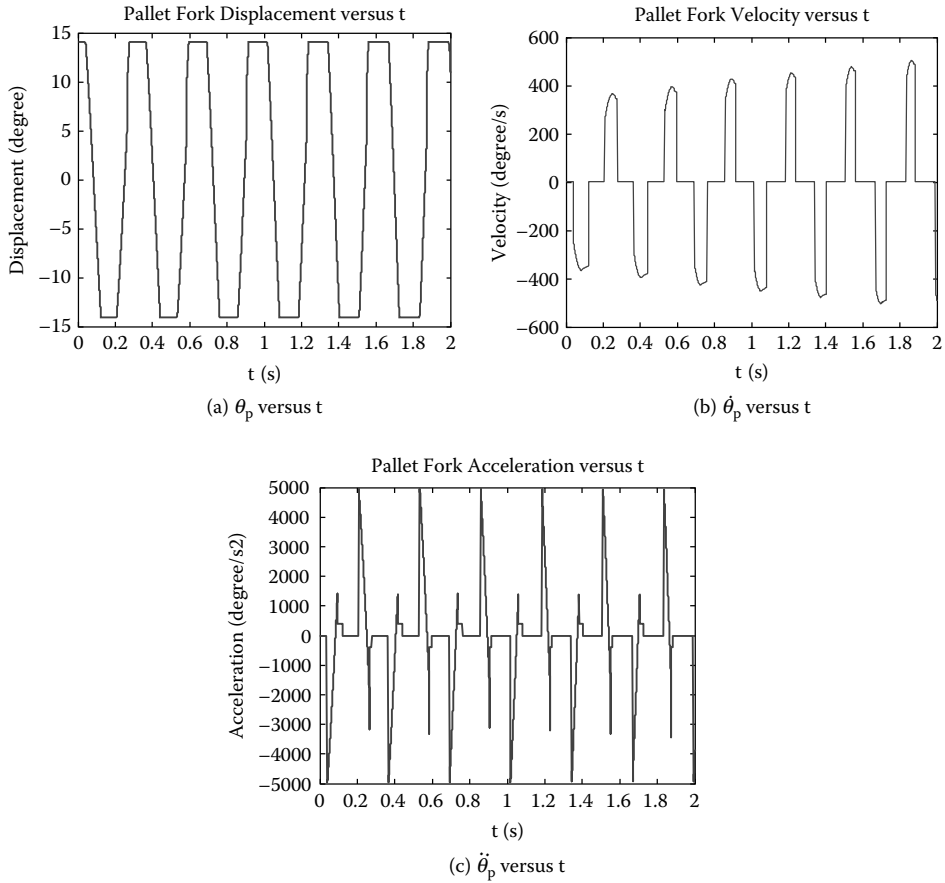 Pallet Fork Displacement versus t
Displacement (degree)
15
10
5
0
−5
−10
−15
0 0.2 0.4 0.6 0.8 1 1.2 1.4 1.6 1.8 2
t (s)
(a) θp versus t
Pallet Fork Velocity versus t
Velocity (degree/s)
600
400
200
0
−200
−400
−600
0 0.2 0.4 0.6 0.8 1 1.2 1.4 1.6 1.8 2
t (s)
(b) θ̇p versus t
Pallet Fork Acceleration versus t
Acceleration (degree/s2)
5000
4000
3000
2000
1000
0
−1000
−2000
−3000
−4000
−5000
0 0.2 0.4 0.6 0.8 1 1.2 1.4 1.6 1.8 2
t (s)
(c) θ̈p versus t